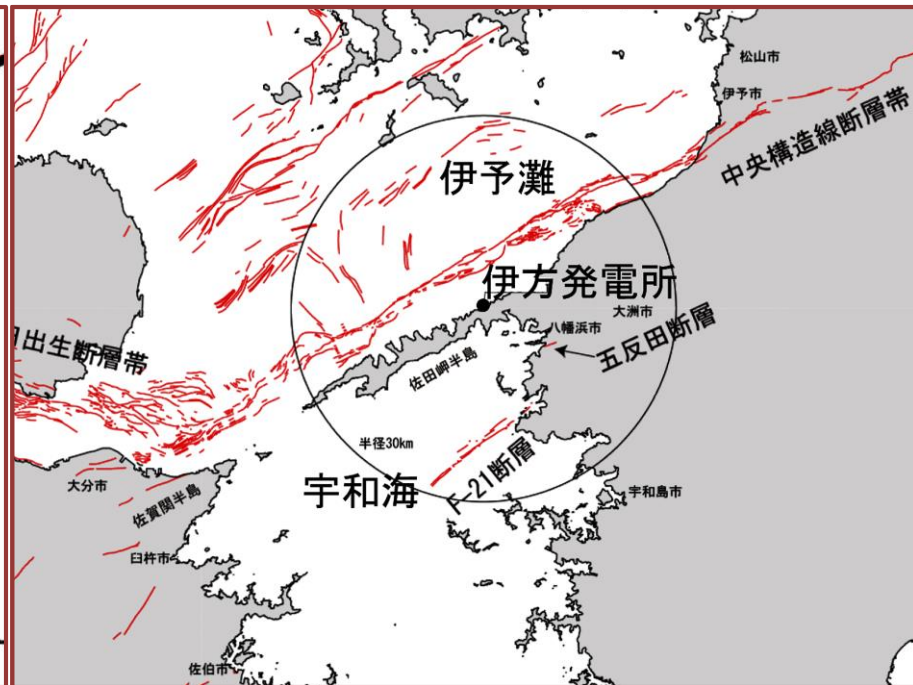 松山市
伊予市
中央構造線断層帯
伊予灘
伊方発電所
大洲市
八幡浜市
五反田断層
佐田岬半島
日出生断層帯
半径30km
宇和海
F-21断層
宇和島市
大分市
佐賀関半島
臼杵市
佐伯市